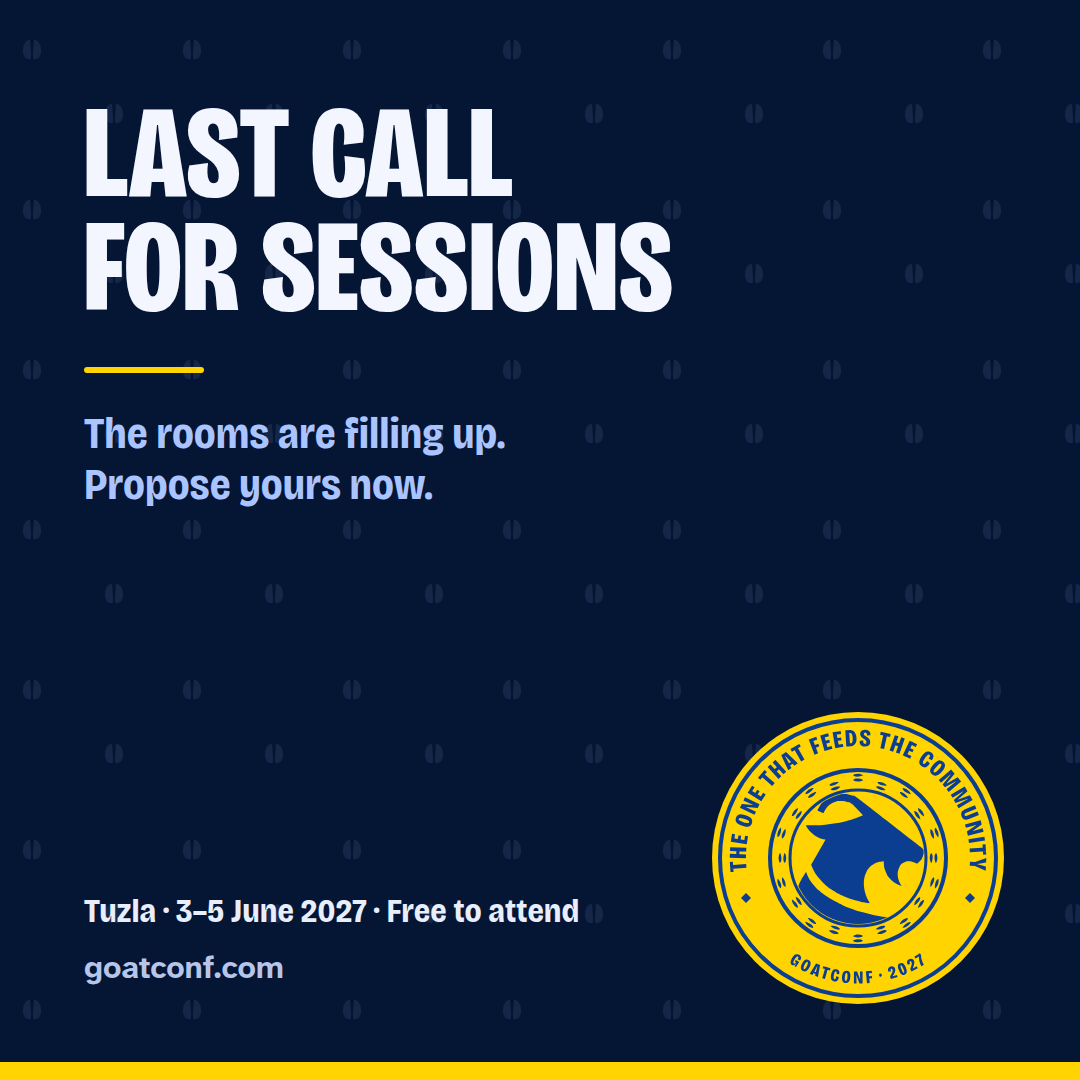 LAST CALL
FOR SESSIONS
The rooms are filling up.
Propose yours now.
Tuzla · 3–5 June 2027 · Free to attend
goatconf.com
THE ONE THAT FEEDS THE COMMUNITY
GOATCONF · 2027